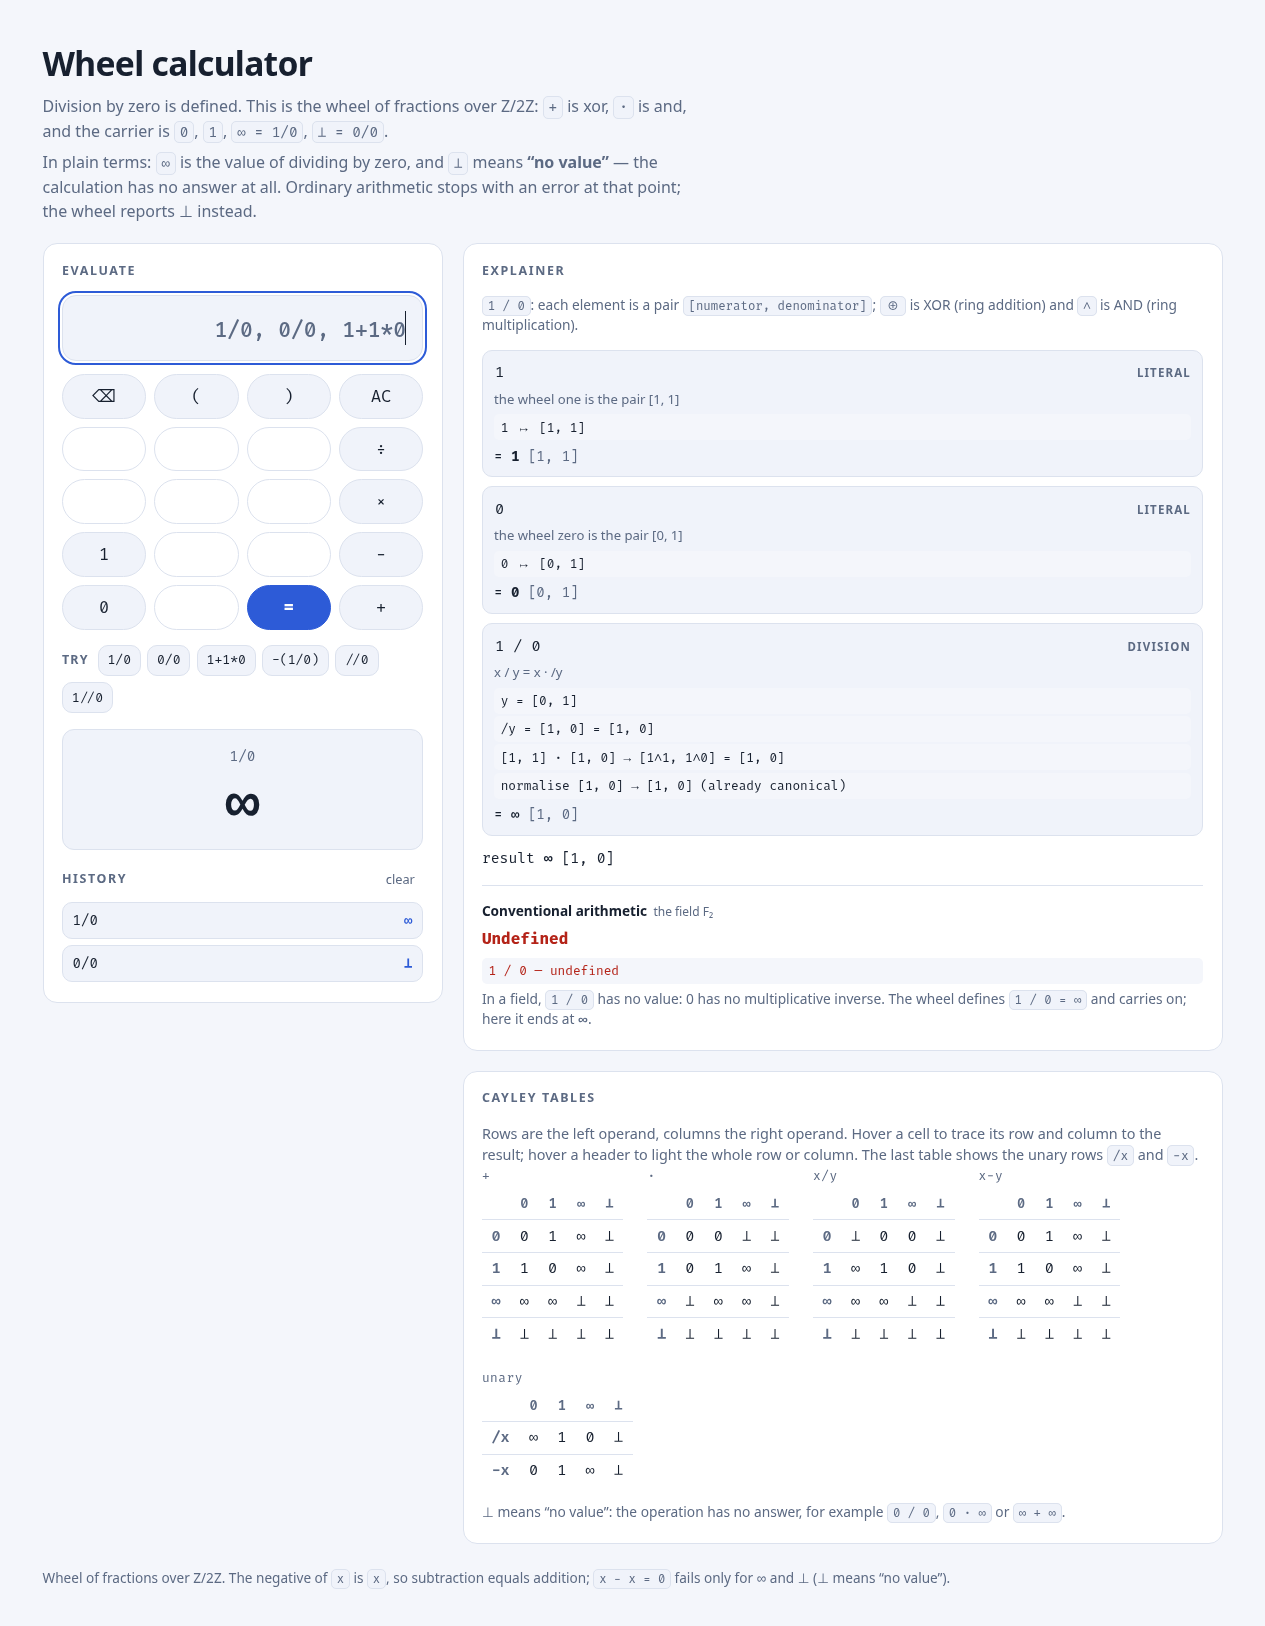 Wheel calculator
Division by zero is defined. This is the wheel of fractions over Z/2Z: + is xor, · is and,
and the carrier is 0, 1, ∞ = 1/0, ⊥ = 0/0.
In plain terms: ∞ is the value of dividing by zero, and ⊥ means “no value” — the
calculation has no answer at all. Ordinary arithmetic stops with an error at that point;
the wheel reports ⊥ instead.
EVALUATE
1/0, 0/0, 1+1*0
⌫ ( ) AC
÷
×
1 −
0 = +
TRY 1/0 0/0 1+1*0 -(1/0) //0
1//0
1/0
∞
HISTORY clear
1/0 ∞
0/0 ⊥
EXPLAINER
1 / 0: each element is a pair [numerator, denominator]; ⊕ is XOR (ring addition) and ∧ is AND (ring
multiplication).
1 LITERAL
the wheel one is the pair [1, 1]
1 ↔ [1, 1]
= 1 [1, 1]
0 LITERAL
the wheel zero is the pair [0, 1]
0 ↔ [0, 1]
= 0 [0, 1]
1 / 0 DIVISION
x / y = x · /y
y = [0, 1]
/y = [1, 0] = [1, 0]
[1, 1] · [1, 0] → [1∧1, 1∧0] = [1, 0]
normalise [1, 0] → [1, 0] (already canonical)
= ∞ [1, 0]
result ∞ [1, 0]
Conventional arithmetic the field F₂
Undefined
1 / 0 — undefined
In a field, 1 / 0 has no value: 0 has no multiplicative inverse. The wheel defines 1 / 0 = ∞ and carries on;
here it ends at ∞.
CAYLEY TABLES
Rows are the left operand, columns the right operand. Hover a cell to trace its row and column to the
result; hover a header to light the whole row or column. The last table shows the unary rows /x and −x.
+
0 1 ∞ ⊥
0 0 1 ∞ ⊥
1 1 0 ∞ ⊥
∞ ∞ ∞ ⊥ ⊥
⊥ ⊥ ⊥ ⊥ ⊥
·
0 1 ∞ ⊥
0 0 0 ⊥ ⊥
1 0 1 ∞ ⊥
∞ ⊥ ∞ ∞ ⊥
⊥ ⊥ ⊥ ⊥ ⊥
x/y
0 1 ∞ ⊥
0 ⊥ 0 0 ⊥
1 ∞ 1 0 ⊥
∞ ∞ ∞ ⊥ ⊥
⊥ ⊥ ⊥ ⊥ ⊥
x−y
0 1 ∞ ⊥
0 0 1 ∞ ⊥
1 1 0 ∞ ⊥
∞ ∞ ∞ ⊥ ⊥
⊥ ⊥ ⊥ ⊥ ⊥
unary
0 1 ∞ ⊥
/x ∞ 1 0 ⊥
−x 0 1 ∞ ⊥
⊥ means “no value”: the operation has no answer, for example 0 / 0, 0 · ∞ or ∞ + ∞.
Wheel of fractions over Z/2Z. The negative of x is x, so subtraction equals addition; x − x = 0 fails only for ∞ and ⊥ (⊥ means “no value”).